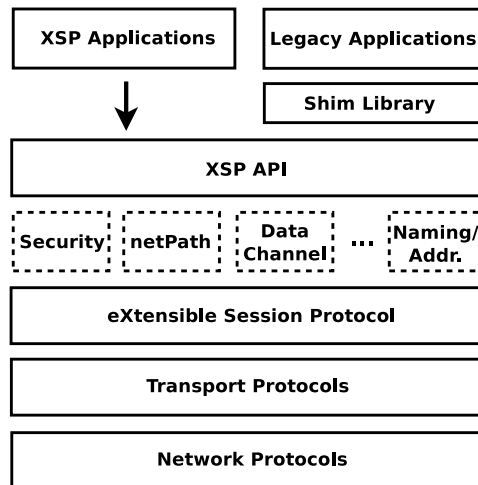 XSP Applications
Legacy Applications
Shim Library
XSP API
Security
netPath
Data
Channel
...
Naming/
Addr.
eXtensible Session Protocol
Transport Protocols
Network Protocols